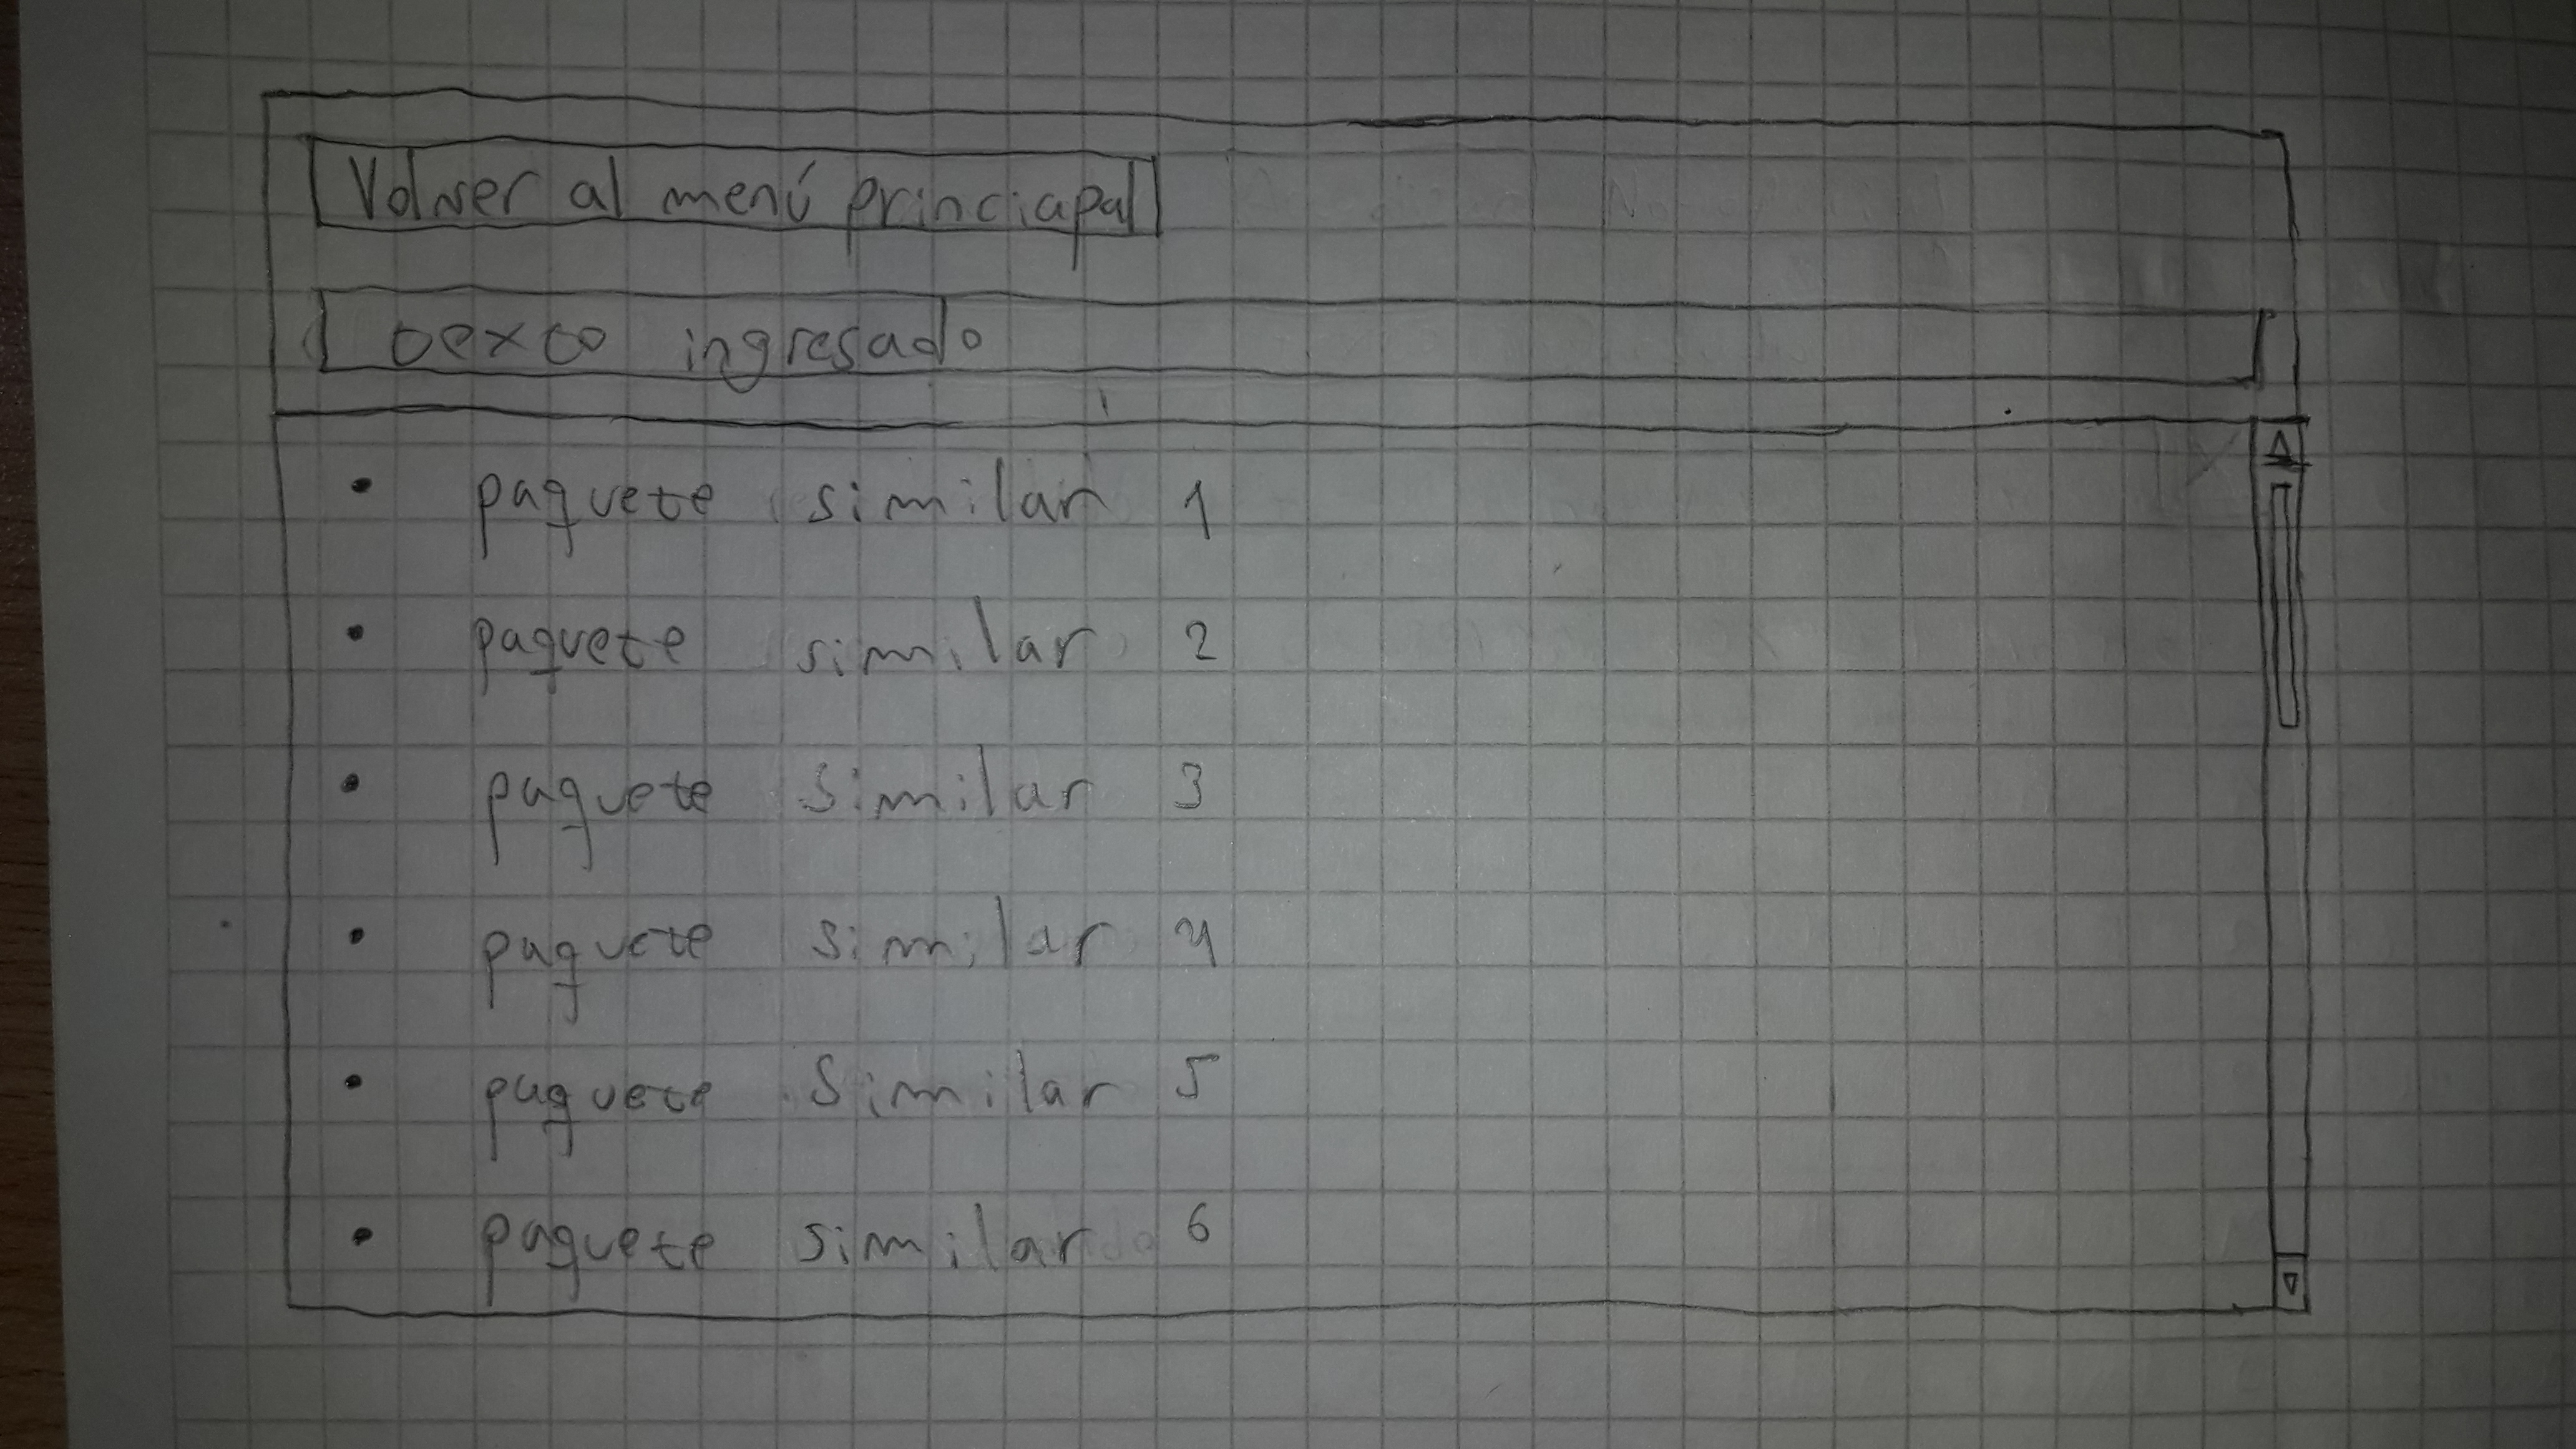 Volver al menú princiapal
texto ingresado
• paquete similar 1
• paquete similar 2
• paquete similar 3
• paquete similar 4
• paquete similar 5
• paquete similar 6